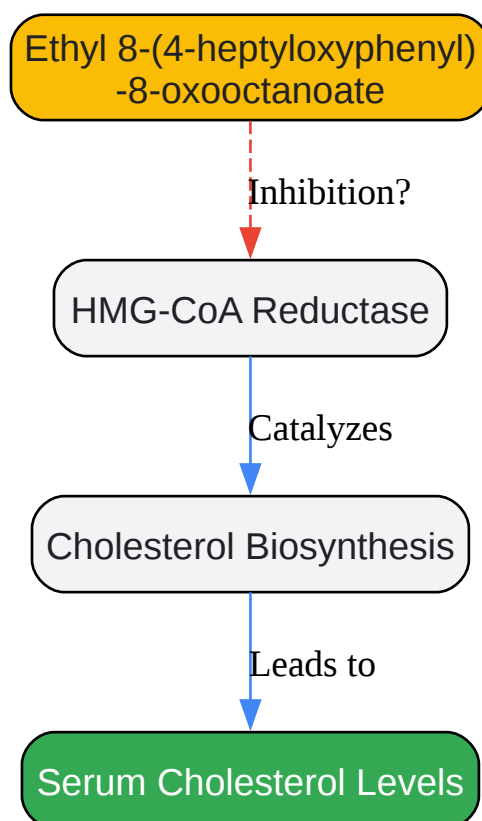 Ethyl 8-(4-heptyloxyphenyl)
-8-oxooctanoate
Inhibition?
HMG-CoA Reductase
Catalyzes
Cholesterol Biosynthesis
Leads to
Serum Cholesterol Levels